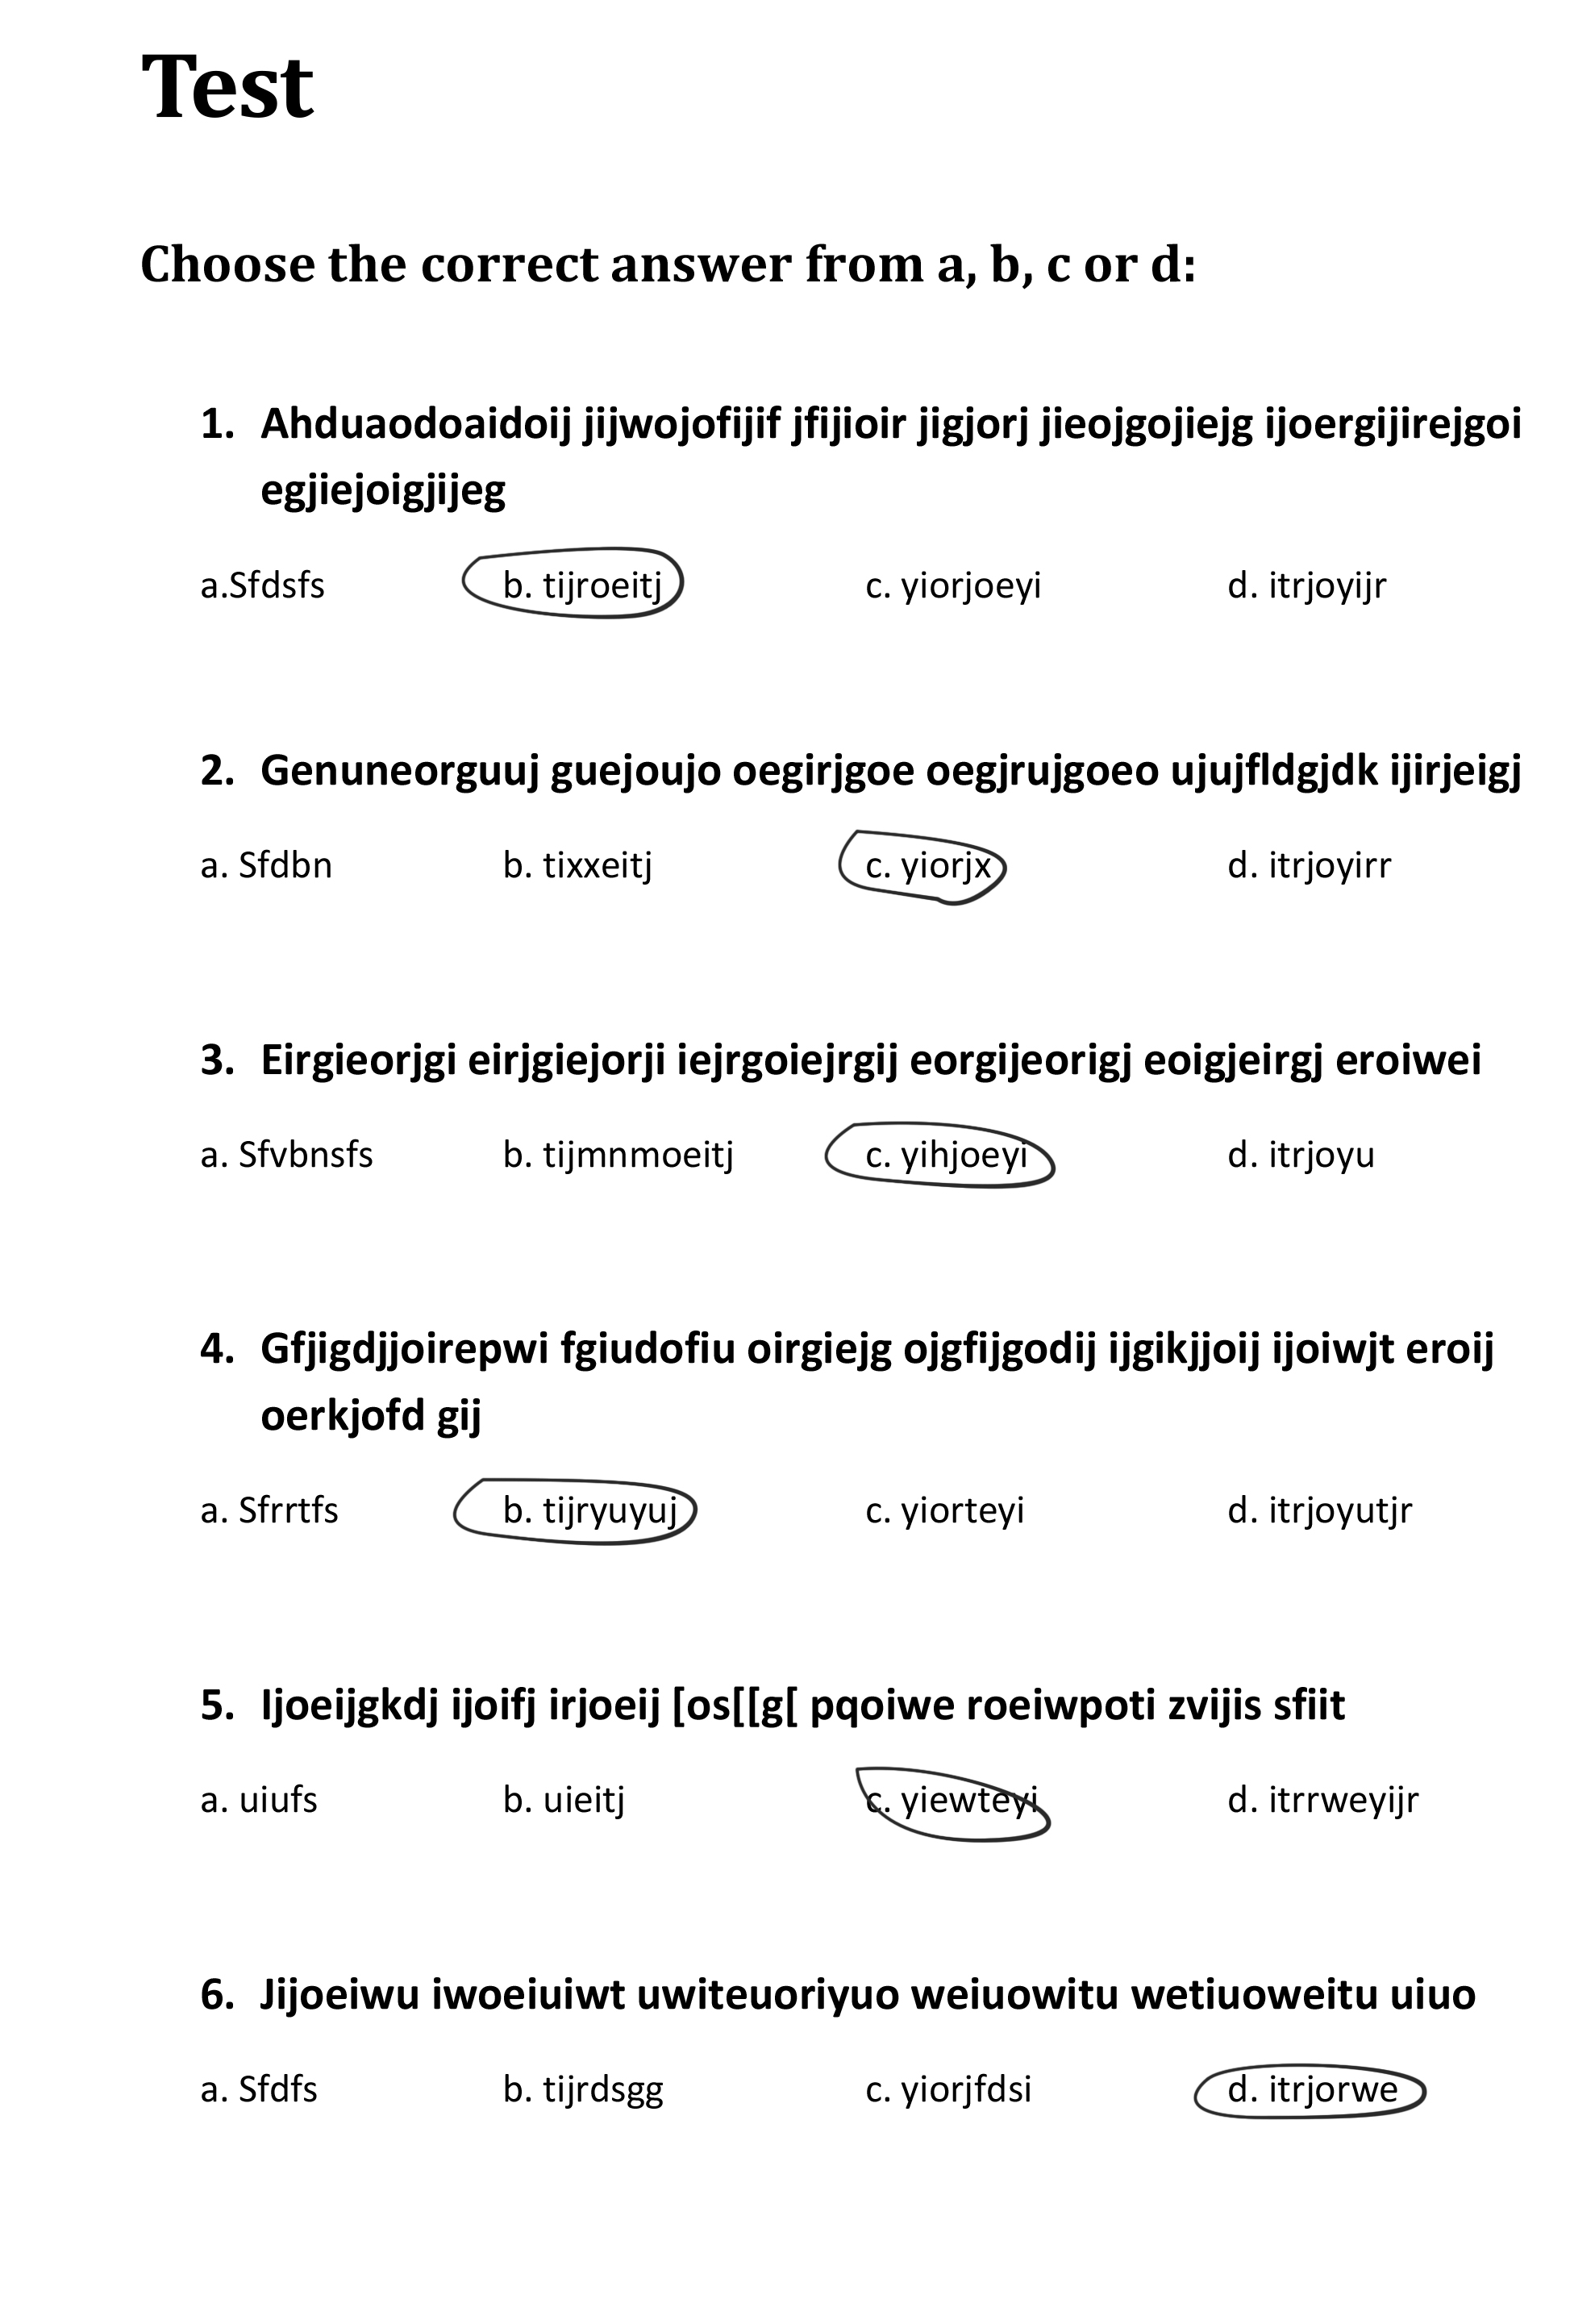 Test
Choose the correct answer from a, b, c or d:
1. Ahduaodoaidoij jijwojofijif jfijioir jigjorj jieojgojiejg ijoergijirejgoi
egjiejoigjijeg
a.Sfdsfs b. tijroeitj c. yiorjoeyi d. itrjoyijr
2. Genuneorguuj guejoujo oegirjgoe oegjrujgoeo ujujfldgjdk ijirjeigj
a. Sfdbn b. tixxeitj c. yiorjx d. itrjoyirr
3. Eirgieorjgi eirjgiejorji iejrgoiejrgij eorgijeorigj eoigjeirgj eroiwei
a. Sfvbnsfs b. tijmnmoeitj c. yihjoeyi d. itrjoyu
4. Gfjigdjjoirepwi fgiudofiu oirgiejg ojgfijgodij ijgikjjoij ijoiwjt eroij
oerkjofd gij
a. Sfrrtfs b. tijryuyuj c. yiorteyi d. itrjoyutjr
5. Ijoeijgkdj ijoifj irjoeij [os[[g[ pqoiwe roeiwpoti zvijis sfiit
a. uiufs b. uieitj c. yiewteyi d. itrrweyijr
6. Jijoeiwu iwoeiuiwt uwiteuoriyuo weiuowitu wetiuoweitu uiuo
a. Sfdfs b. tijrdsgg c. yiorjfdsi d. itrjorwe